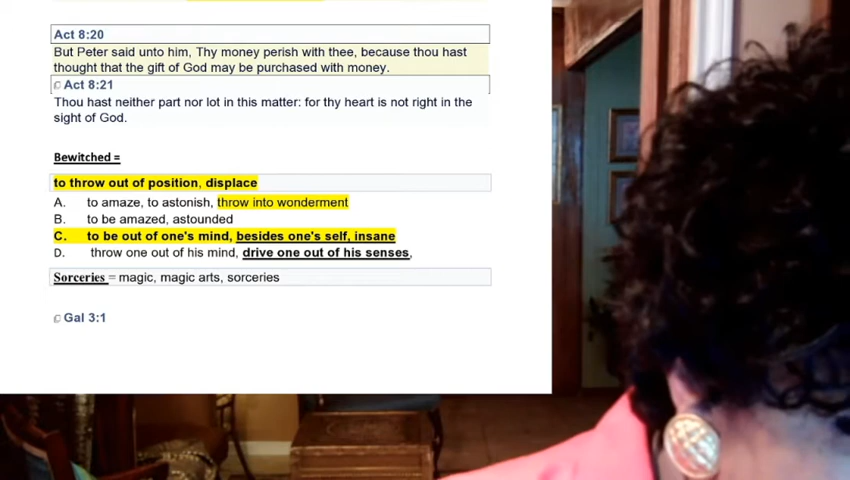 Act 8:20
But Peter said unto him, Thy money perish with thee, because thou hast
thought that the gift of God may be purchased with money.
Act 8:21
Thou hast neither part nor lot in this matter: for thy heart is not right in the
sight of God.
Bewitched =
to throw out of position, displace
A. to amaze, to astonish, throw into wonderment
B. to be amazed, astounded
C. to be out of one's mind, besides one's self, insane
D. throw one out of his mind, drive one out of his senses,
Sorceries = magic, magic arts, sorceries
Gal 3:1